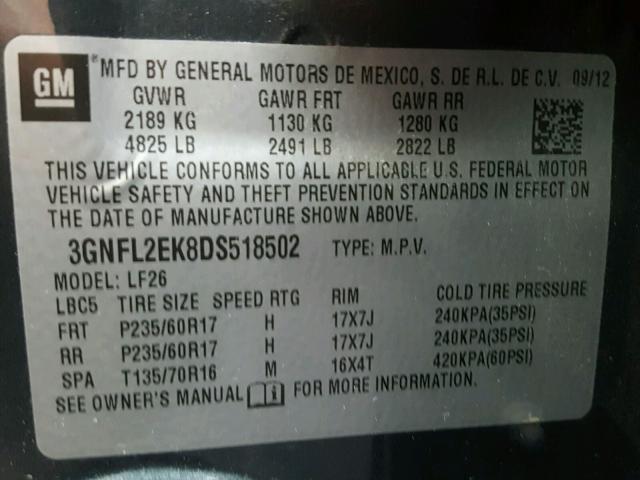 GM
® MFD BY GENERAL MOTORS DE MEXICO, S. DE R.L. DE C.V. 09/12
GVWR GAWR FRT GAWR RR
2189 KG 1130 KG 1280 KG
4825 LB 2491 LB 2822 LB
THIS VEHICLE CONFORMS TO ALL APPLICABLE U.S. FEDERAL MOTOR
VEHICLE SAFETY AND THEFT PREVENTION STANDARDS IN EFFECT ON
THE DATE OF MANUFACTURE SHOWN ABOVE.
3GNFL2EK8DS518502 TYPE: M.P.V.
MODEL: LF26
LBC5 TIRE SIZE SPEED RTG RIM COLD TIRE PRESSURE
FRT P235/60R17 H 17X7J 240KPA(35PSI)
RR P235/60R17 H 17X7J 240KPA(35PSI)
SPA T135/70R16 M 16X4T 420KPA(60PSI)
SEE OWNER'S MANUAL FOR MORE INFORMATION.